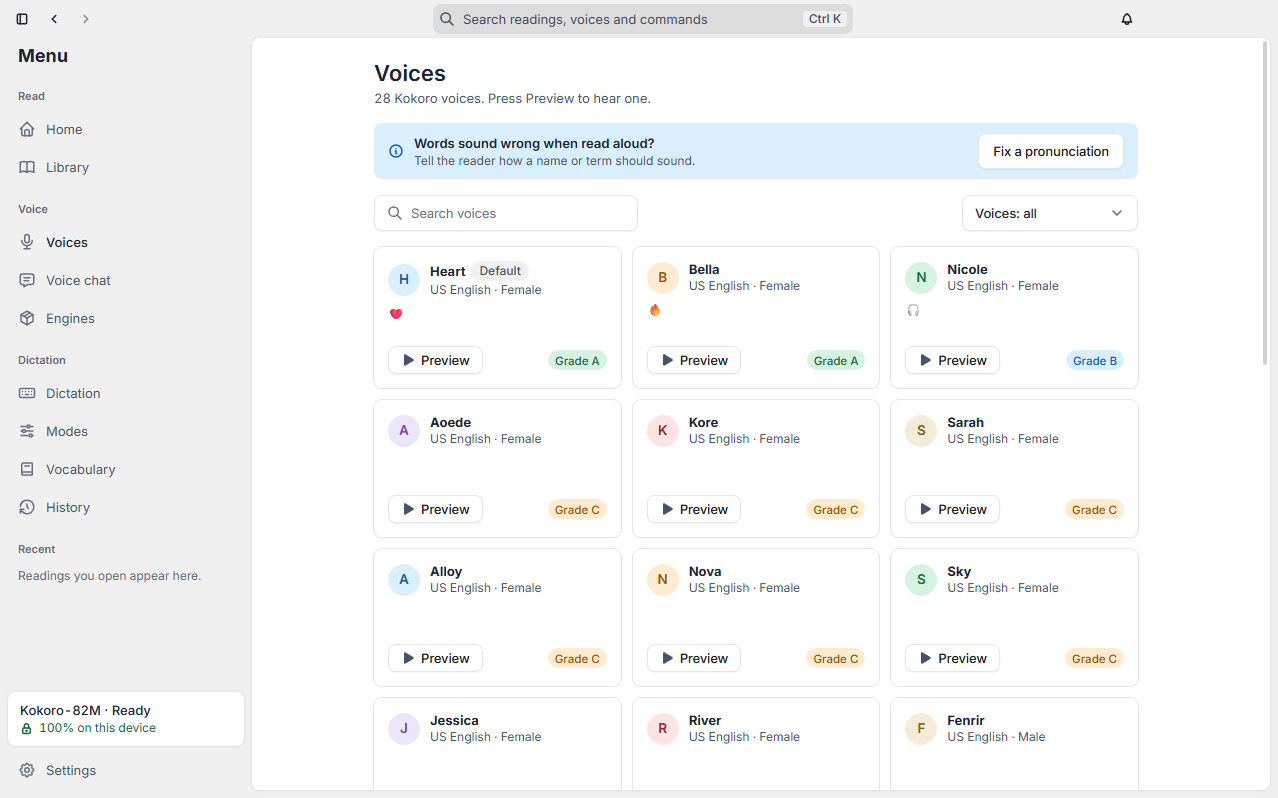 Search readings, voices and commands
Ctrl K
Menu
Read
Home
Library
Voice
Voices
Voice chat
Engines
Dictation
Dictation
Modes
Vocabulary
History
Recent
Readings you open appear here.
Kokoro-82M · Ready
100% on this device
Settings
Voices
28 Kokoro voices. Press Preview to hear one.
Words sound wrong when read aloud?
Tell the reader how a name or term should sound.
Fix a pronunciation
Search voices
Voices: all
H
Heart
Default
US English · Female
Preview
Grade A
B
Bella
US English · Female
Preview
Grade A
N
Nicole
US English · Female
Preview
Grade B
A
Aoede
US English · Female
Preview
Grade C
K
Kore
US English · Female
Preview
Grade C
S
Sarah
US English · Female
Preview
Grade C
A
Alloy
US English · Female
Preview
Grade C
N
Nova
US English · Female
Preview
Grade C
S
Sky
US English · Female
Preview
Grade C
J
Jessica
US English · Female
R
River
US English · Female
F
Fenrir
US English · Male